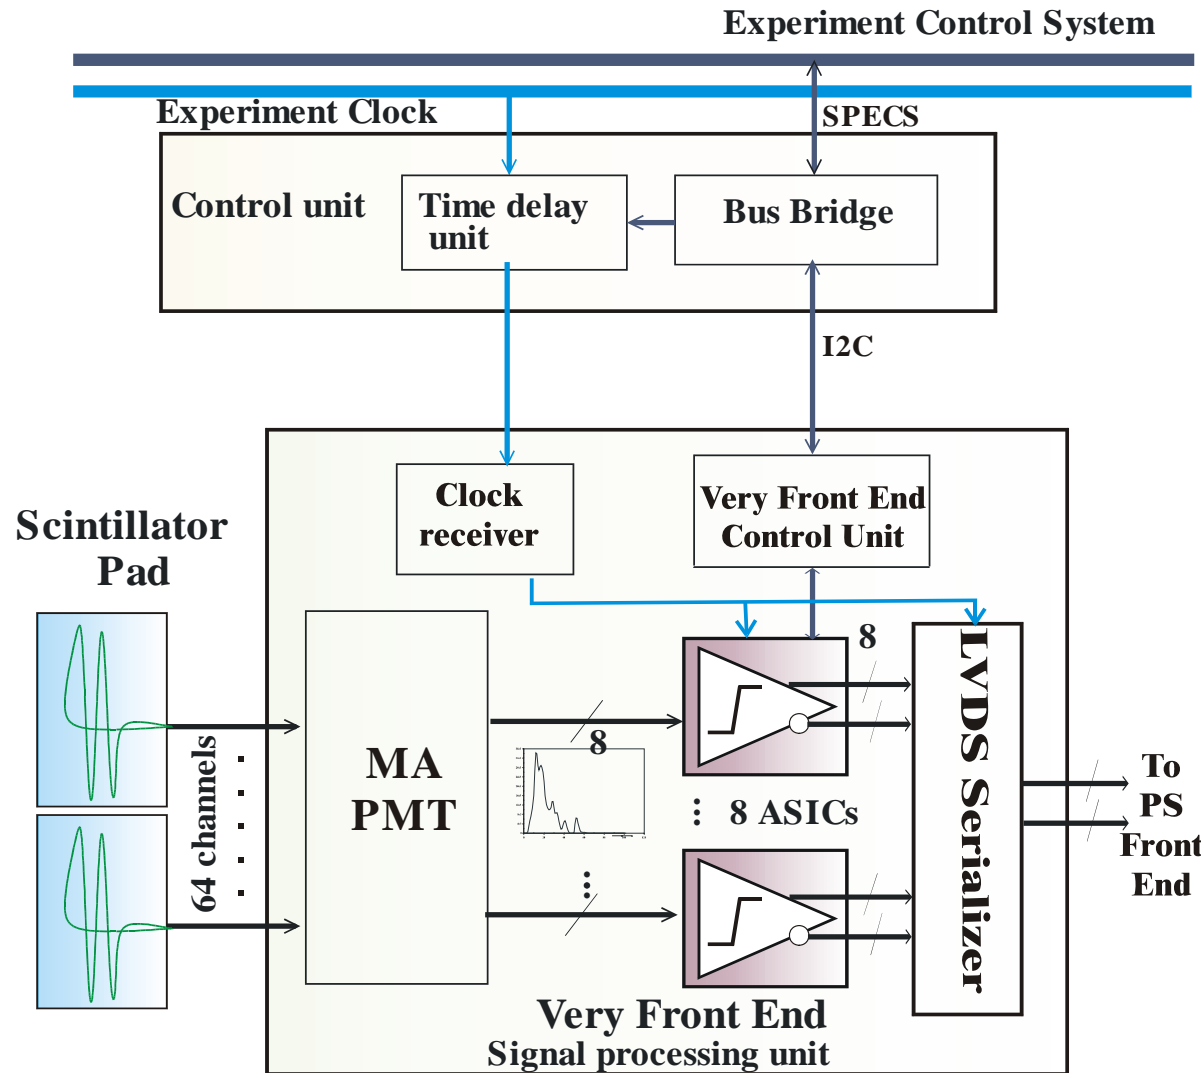 Experiment Control System
Experiment Clock
SPECS
Control unit
Time delay
unit
Bus Bridge
I2C
Clock
receiver
Very Front End
Control Unit
Scintillator
Pad
8
64 channels
MA
PMT
8
8 ASICs
LVDS Serializer
To
PS
Front
End
Very Front End
Signal processing unit